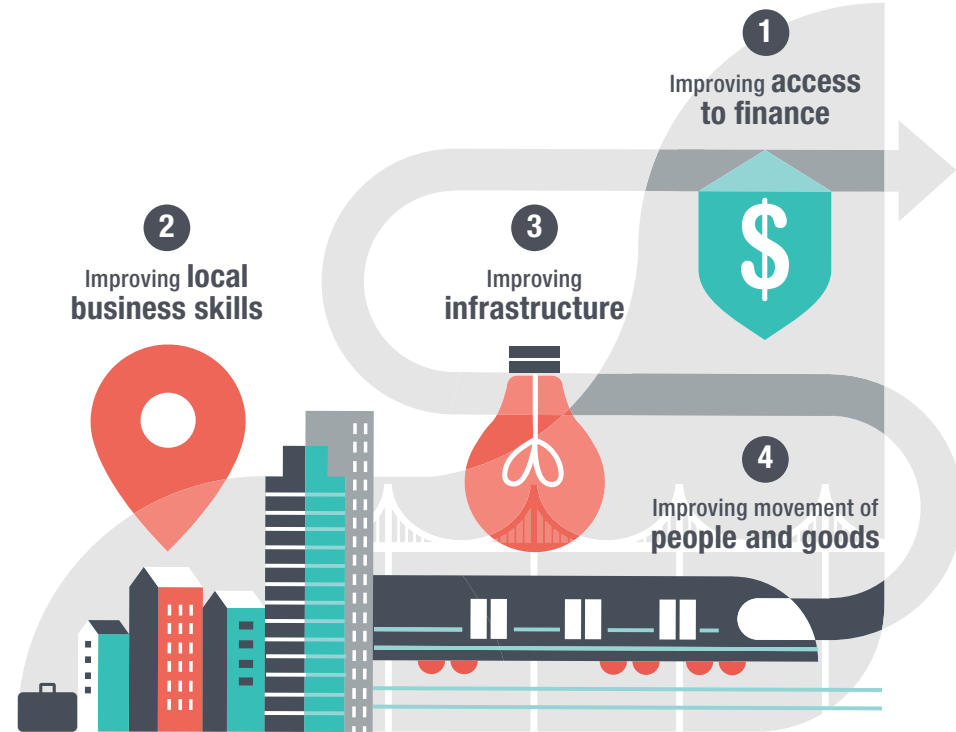 1
Improving access
to finance
$
2
Improving local
business skills
3
Improving
infrastructure
4
Improving movement of
people and goods